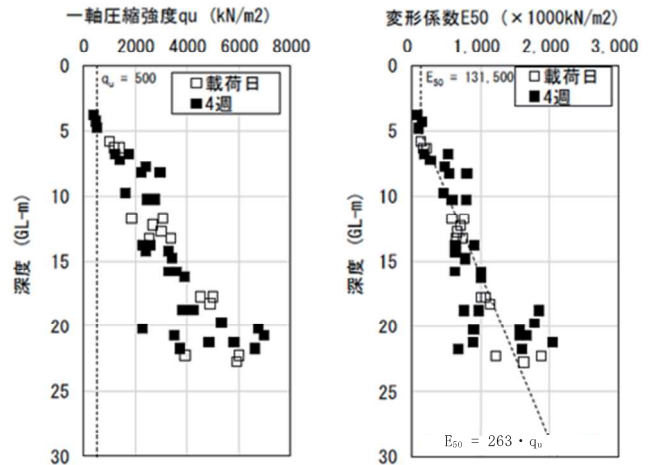 一軸圧縮強度qu (kN/m2)
0 2000 4000 6000 8000
qu = 500
□載荷日
■4週
0
5
10
15
20
25
30
深度 (GL-m)
変形係数E50 (×1000kN/m2)
0 1,000 2,000 3,000
E50 = 131,500
□載荷日
■4週
0
5
10
15
20
25
30
深度 (GL-m)
E50 = 263・qu